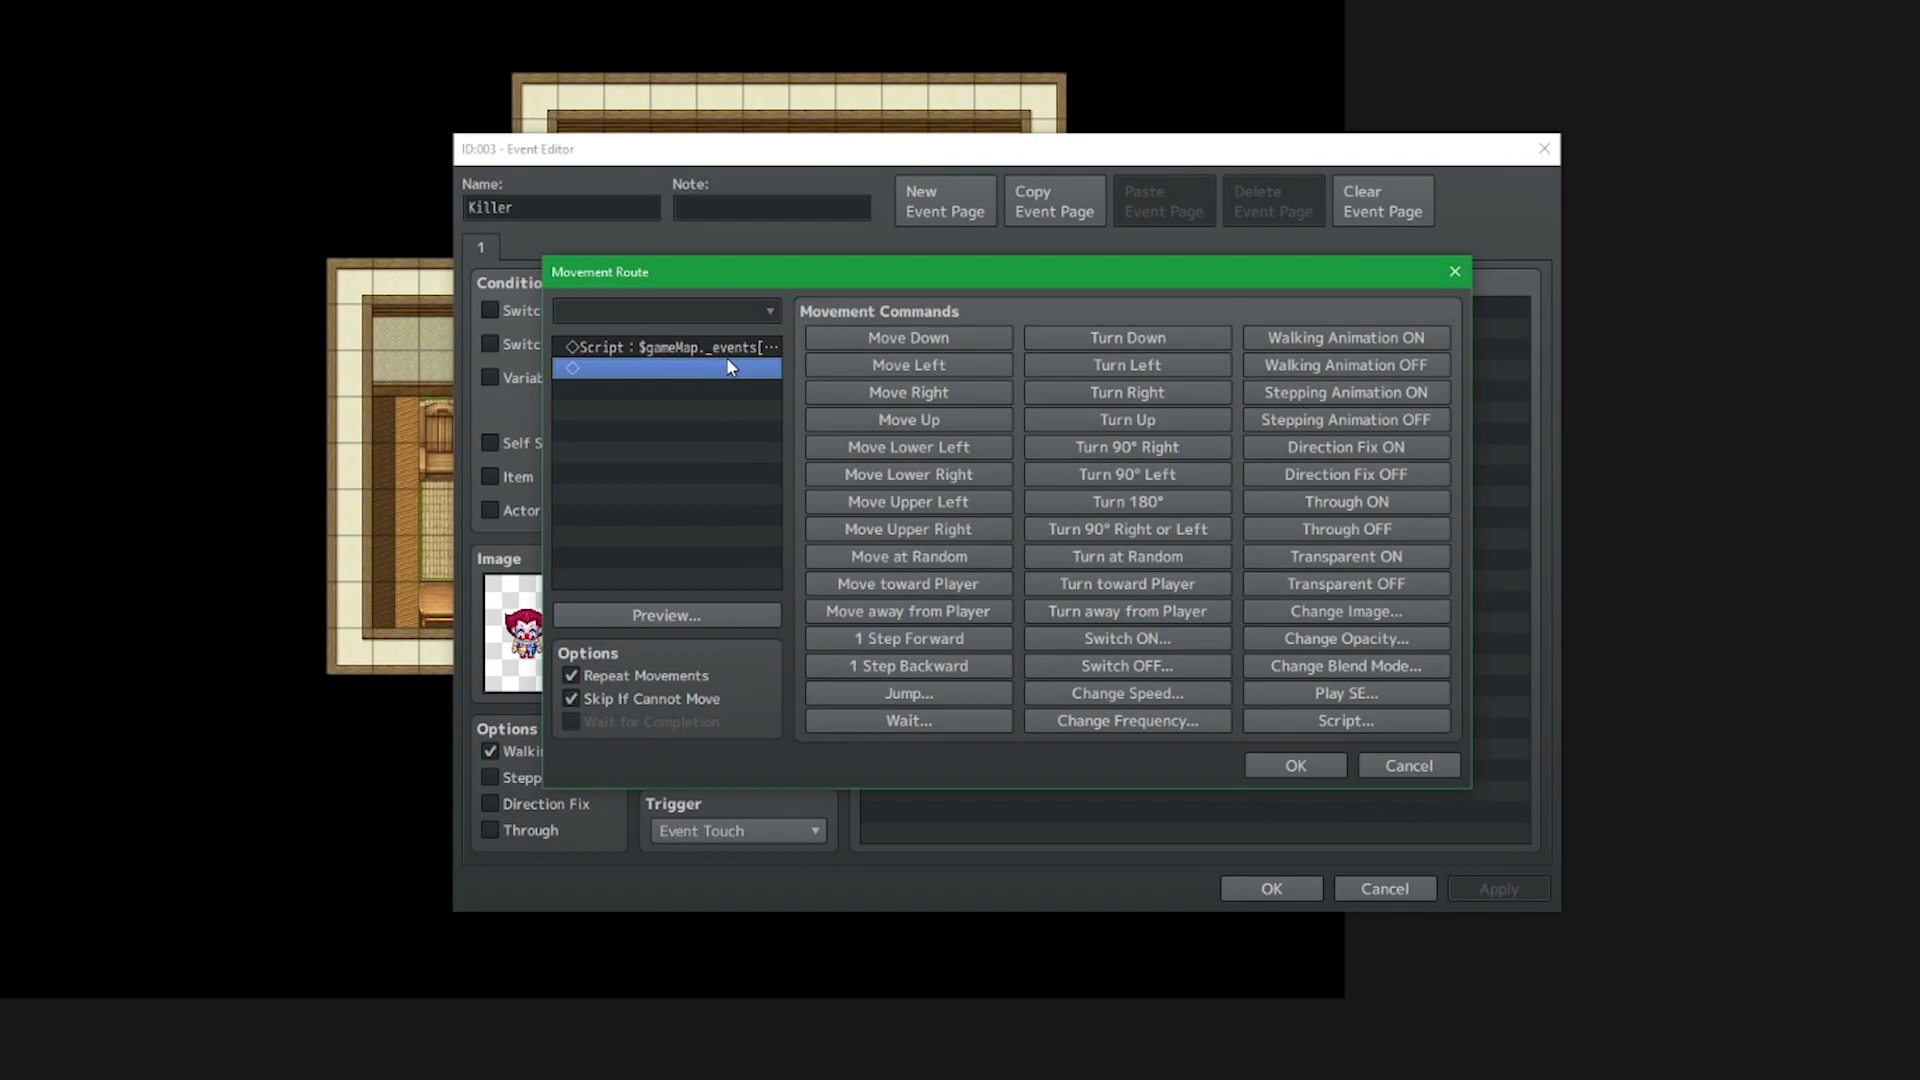 ID:003 - Event Editor
Name:
Killer
Note:
New
Event Page
Copy
Event Page
Paste
Event Page
Delete
Event Page
Clear
Event Page
1
Conditio
Switc
Switc
Variab
Self S
Item
Actor
Image
Options
Walki
Stepp
Direction Fix
Through
Trigger
Event Touch
Movement Route
◇Script : $gameMap._events[…
◇
Preview...
Options
Repeat Movements
Skip If Cannot Move
Wait for Completion
Movement Commands
Move Down
Move Left
Move Right
Move Up
Move Lower Left
Move Lower Right
Move Upper Left
Move Upper Right
Move at Random
Move toward Player
Move away from Player
1 Step Forward
1 Step Backward
Jump...
Wait...
Turn Down
Turn Left
Turn Right
Turn Up
Turn 90° Right
Turn 90° Left
Turn 180°
Turn 90° Right or Left
Turn at Random
Turn toward Player
Turn away from Player
Switch ON...
Switch OFF...
Change Speed...
Change Frequency...
Walking Animation ON
Walking Animation OFF
Stepping Animation ON
Stepping Animation OFF
Direction Fix ON
Direction Fix OFF
Through ON
Through OFF
Transparent ON
Transparent OFF
Change Image...
Change Opacity...
Change Blend Mode...
Play SE...
Script...
OK
Cancel
OK
Cancel
Apply